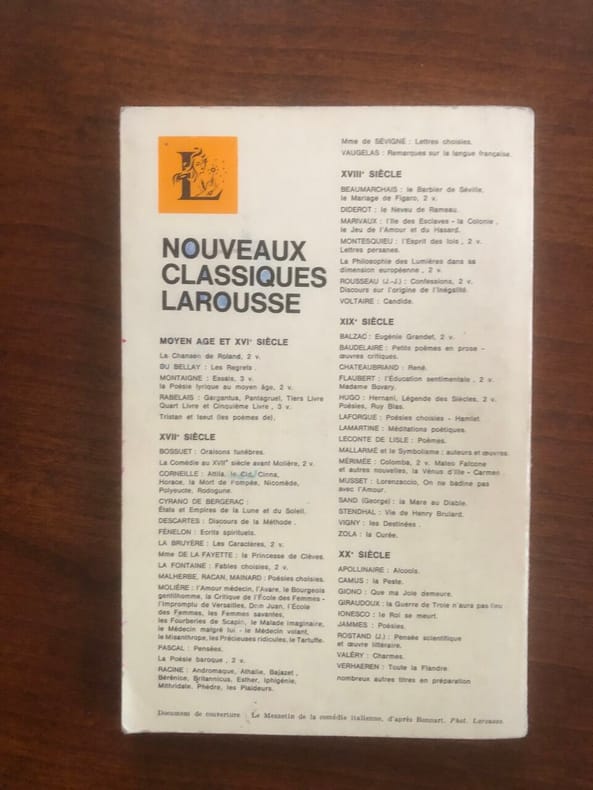 L
NOUVEAUX
CLASSIQUES
LAROUSSE
MOYEN AGE ET XVIe SIÈCLE
La Chanson de Roland, 2 v.
DU BELLAY : Les Regrets.
MONTAIGNE : Essais, 3 v.
la Poésie lyrique au moyen âge, 2 v.
RABELAIS : Gargantua, Pantagruel, Tiers Livre
Quart Livre et Cinquième Livre, 3 v.
Tristan et Iseut (les poèmes de).
XVIIe SIÈCLE
BOSSUET : Oraisons funèbres.
La Comédie au XVIIe siècle avant Molière, 2 v.
CORNEILLE : Attila, le Cid, Cinna,
Horace, la Mort de Pompée, Nicomède,
Polyeucte, Rodogune.
CYRANO DE BERGERAC :
États et Empires de la Lune et du Soleil.
DESCARTES : Discours de la Méthode.
FÉNELON : Ecrits spirituels.
LA BRUYÈRE : Les Caractères, 2 v.
Mme DE LA FAYETTE : la Princesse de Clèves.
LA FONTAINE : Fables choisies, 2 v.
MALHERBE, RACAN, MAINARD : Poésies choisies.
MOLIÈRE : l'Amour médecin, l'Avare, le Bourgeois
gentilhomme, la Critique de l'École des Femmes -
l'Impromptu de Versailles, Dom Juan, l'École
des Femmes, les Femmes savantes,
les Fourberies de Scapin, le Malade imaginaire,
le Médecin malgré lui - le Médecin volant,
le Misanthrope, les Précieuses ridicules, le Tartuffe.
PASCAL : Pensées.
La Poésie baroque, 2 v.
RACINE : Andromaque, Athalie, Bajazet,
Bérénice, Britannicus, Esther, Iphigénie,
Mithridate, Phèdre, les Plaideurs.
Mme de SÉVIGNÉ : Lettres choisies.
VAUGELAS : Remarques sur la langue française.
XVIIIe SIÈCLE
BEAUMARCHAIS : le Barbier de Séville,
le Mariage de Figaro, 2 v.
DIDEROT : le Neveu de Rameau.
MARIVAUX : l'Ile des Esclaves - la Colonie,
le Jeu de l'Amour et du Hasard.
MONTESQUIEU : l'Esprit des lois, 2 v.
Lettres persanes.
La Philosophie des Lumières dans sa
dimension européenne, 2 v.
ROUSSEAU (J.-J.) : Confessions, 2 v.
Discours sur l'origine de l'inégalité.
VOLTAIRE : Candide.
XIXe SIÈCLE
BALZAC : Eugénie Grandet, 2 v.
BAUDELAIRE : Petits poèmes en prose -
œuvres critiques.
CHATEAUBRIAND : René.
FLAUBERT : l'Éducation sentimentale, 2 v.
Madame Bovary.
HUGO : Hernani, Légende des Siècles, 2 v.
Poésies, Ruy Blas.
LAFORGUE : Poésies choisies - Hamlet
LAMARTINE : Méditations poétiques.
LECONTE DE LISLE : Poèmes.
MALLARMÉ et le Symbolisme : auteurs et œuvres.
MÉRIMÉE : Colomba, 2 v. Mateo Falcone
et autres nouvelles, la Vénus d'Ille - Carmen
MUSSET : Lorenzaccio, On ne badine pas
avec l'Amour.
SAND (George) : la Mare au Diable.
STENDHAL : Vie de Henry Brulard.
VIGNY : les Destinées.
ZOLA : la Curée.
XXe SIÈCLE
APOLLINAIRE : Alcools.
CAMUS : la Peste.
GIONO : Que ma Joie demeure.
GIRAUDOUX : la Guerre de Troie n'aura pas lieu
IONESCO : le Roi se meurt.
JAMMES : Poésies.
ROSTAND (J.) : Pensée scientifique
et œuvre littéraire.
VALÉRY : Charmes.
VERHAEREN : Toute la Flandre.
nombreux autres titres en préparation
Document de couverture : Le Mezzetin de la comédie italienne, d'après Bonnart. Phot. Larousse.